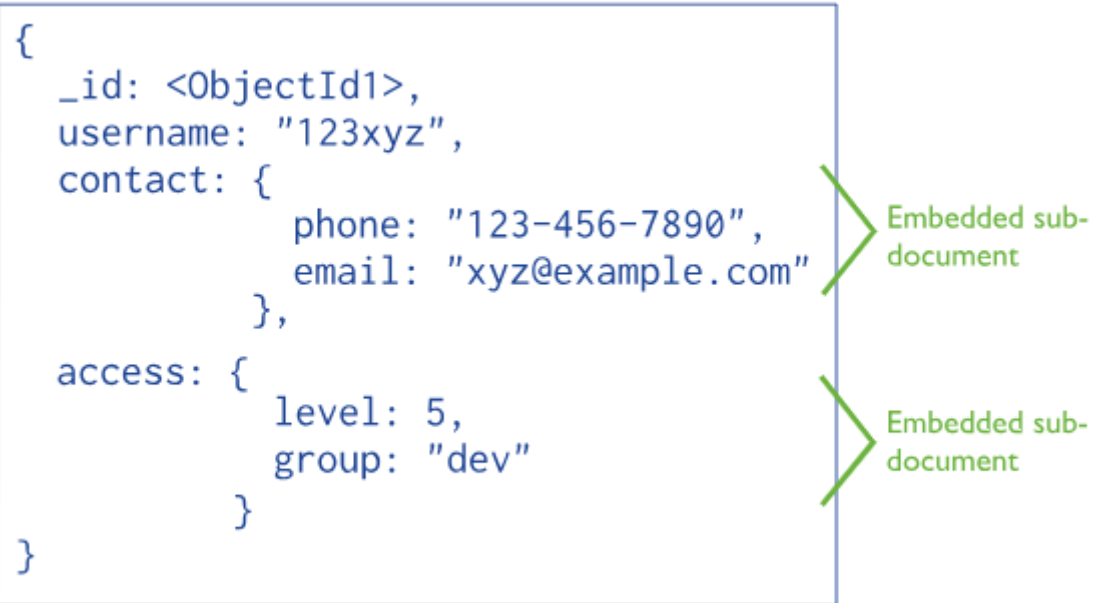 {
_id: <ObjectId1>,
username: "123xyz",
contact: {
phone: "123-456-7890",
email: "xyz@example.com"
},
access: {
level: 5,
group: "dev"
}
}
Embedded sub-
document
Embedded sub-
document